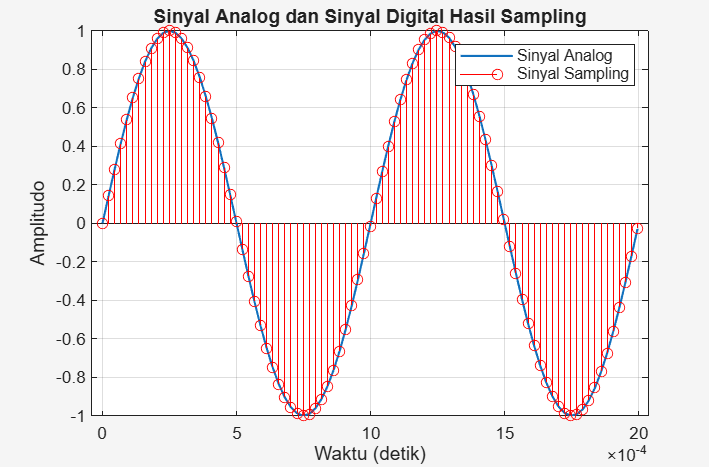 Sinyal Analog dan Sinyal Digital Hasil Sampling
Sinyal Analog
Sinyal Sampling
Amplitudo
1
0.8
0.6
0.4
0.2
0
-0.2
-0.4
-0.6
-0.8
-1
0 5 10 15 20
Waktu (detik)
×10⁻⁴